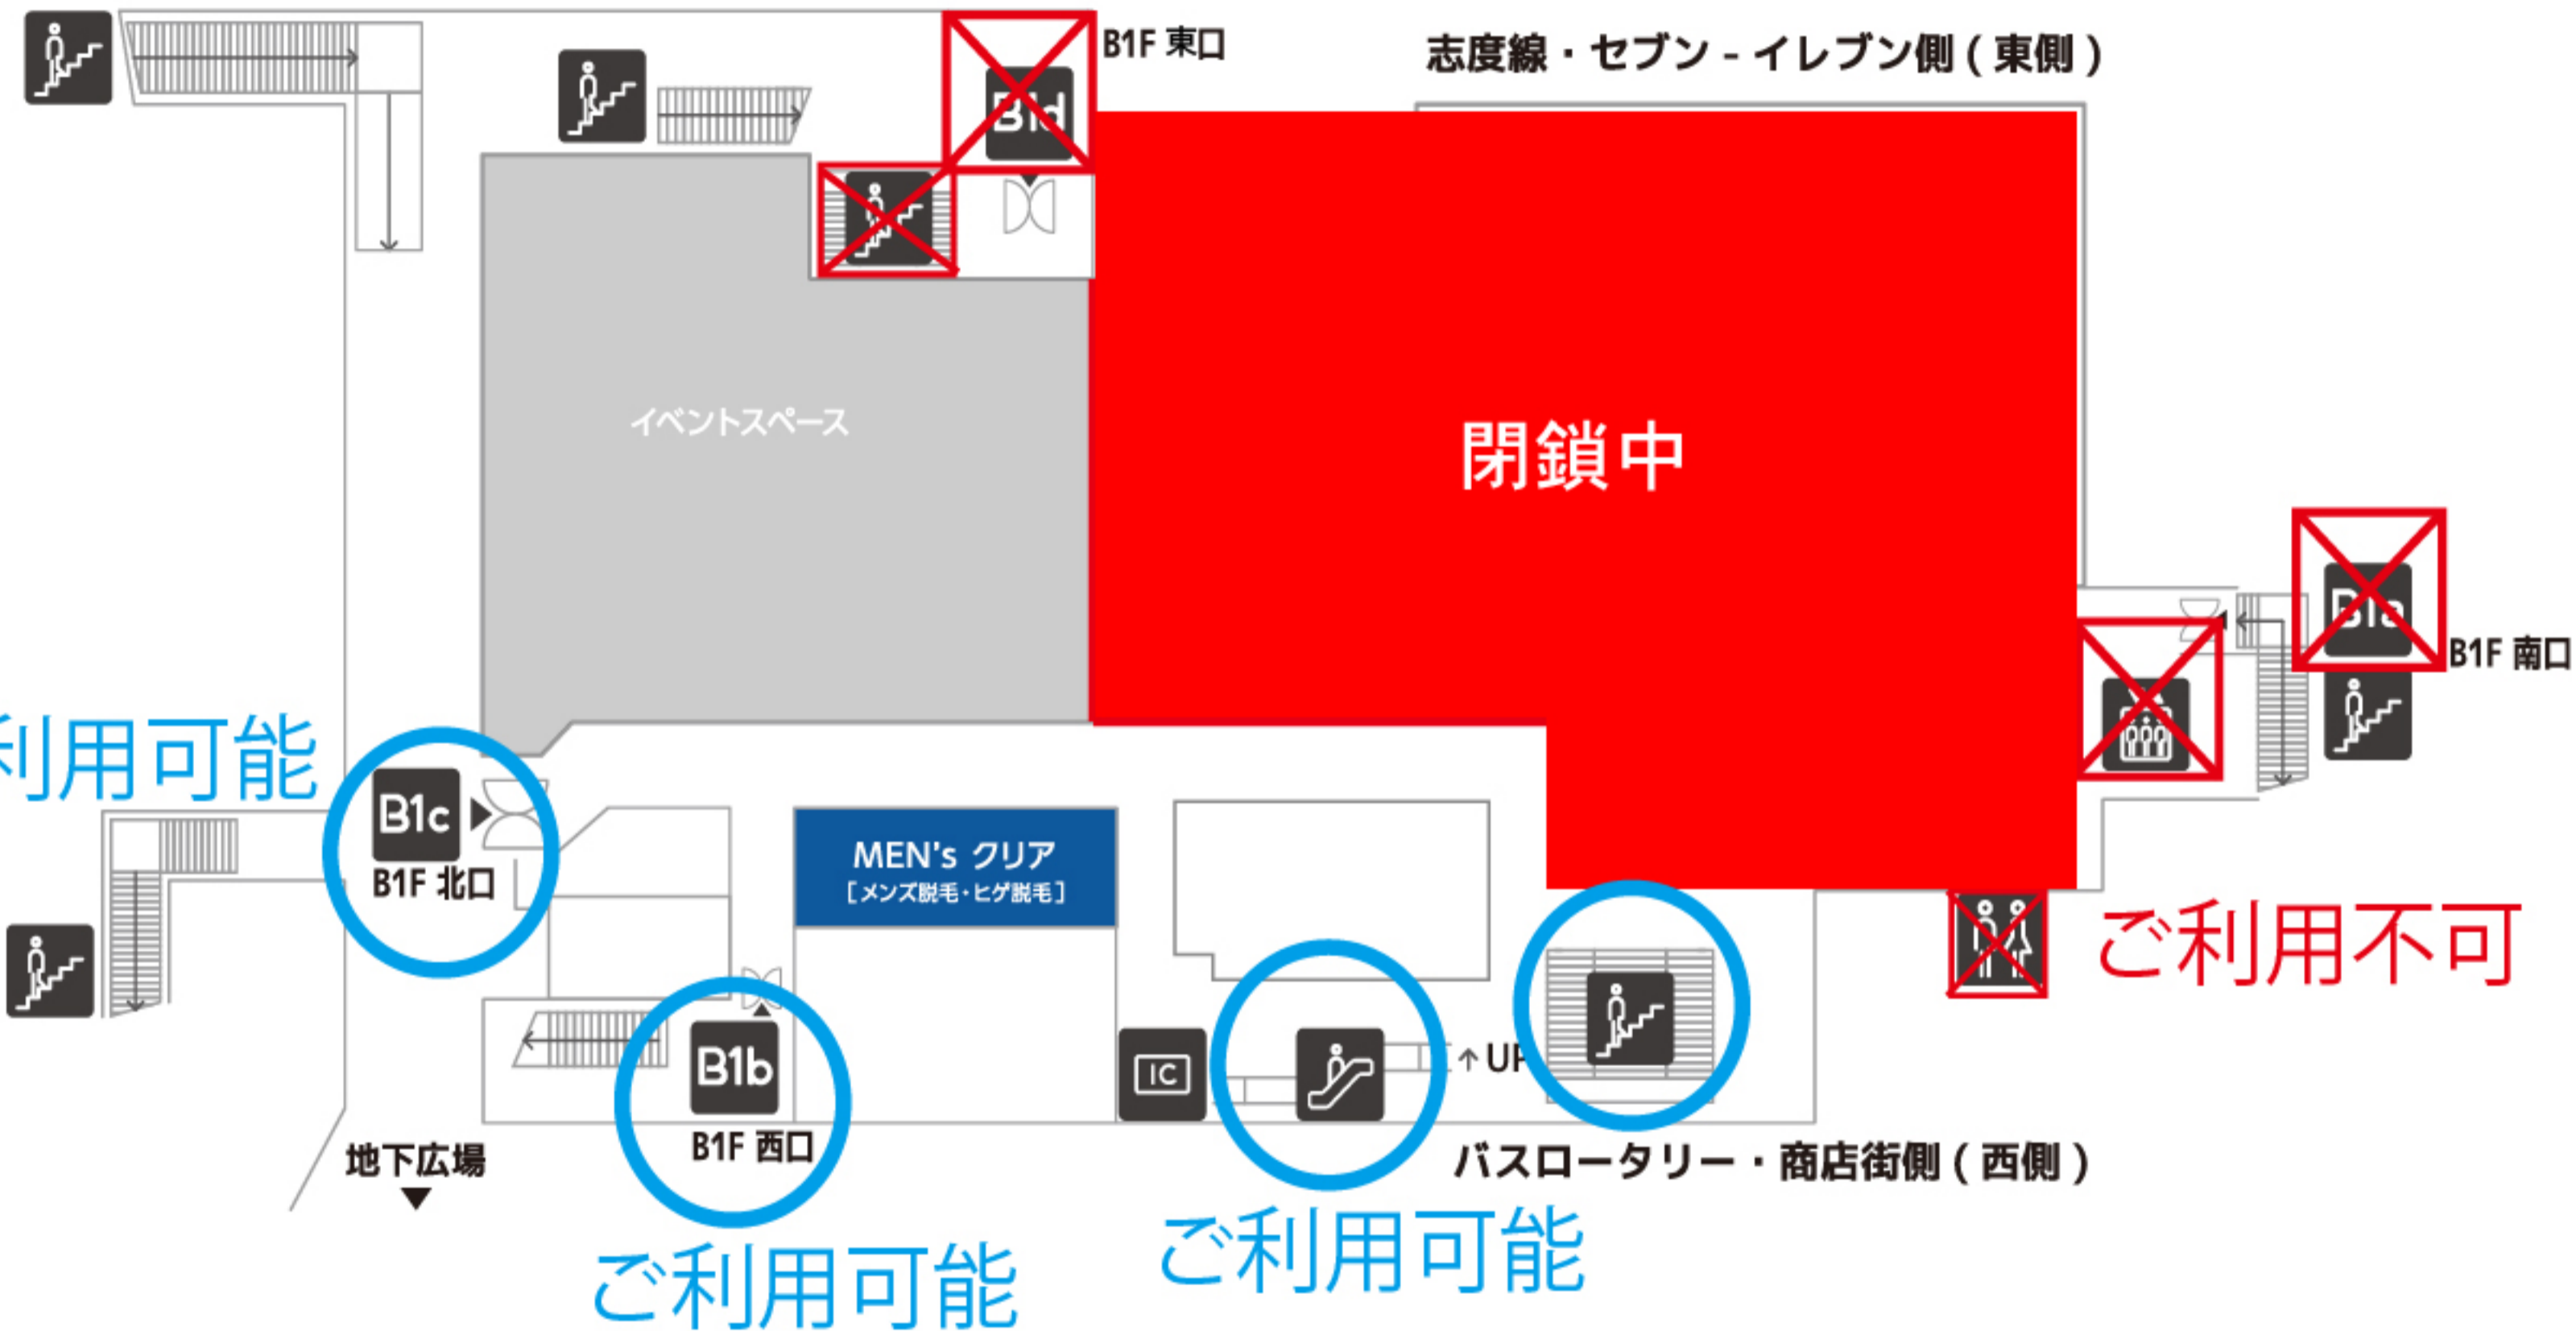 B1F 東口
志度線・セブン - イレブン側 ( 東側 )
B1d
イベントスペース
閉鎖中
B1a
B1F 南口
利用可能
B1c
B1F 北口
MEN's クリア
[ メンズ脱毛・ヒゲ脱毛 ]
ご利用不可
IC
↑ UP
B1b
B1F 西口
地下広場
バスロータリー・商店街側 ( 西側 )
ご利用可能
ご利用可能